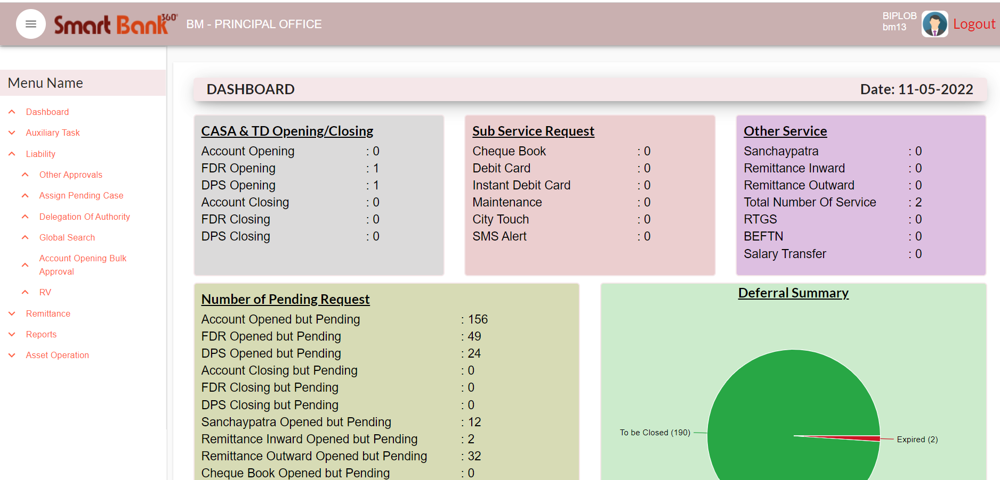 Smart Bank 360°
BM - PRINCIPAL OFFICE
BIPLOB
bm13
Logout
Menu Name
Dashboard
Auxiliary Task
Liability
Other Approvals
Assign Pending Case
Delegation Of Authority
Global Search
Account Opening Bulk
Approval
RV
Remittance
Reports
Asset Operation
DASHBOARD
Date: 11-05-2022
CASA & TD Opening/Closing
Account Opening : 0
FDR Opening : 1
DPS Opening : 1
Account Closing : 0
FDR Closing : 0
DPS Closing : 0
Sub Service Request
Cheque Book : 0
Debit Card : 0
Instant Debit Card : 0
Maintenance : 0
City Touch : 0
SMS Alert : 0
Other Service
Sanchaypatra : 0
Remittance Inward : 0
Remittance Outward : 0
Total Number Of Service : 2
RTGS : 0
BEFTN : 0
Salary Transfer : 0
Number of Pending Request
Account Opened but Pending : 156
FDR Opened but Pending : 49
DPS Opened but Pending : 24
Account Closing but Pending : 0
FDR Closing but Pending : 0
DPS Closing but Pending : 0
Sanchaypatra Opened but Pending : 12
Remittance Inward Opened but Pending : 2
Remittance Outward Opened but Pending : 32
Cheque Book Opened but Pending : 0
Deferral Summary
To be Closed (190)
Expired (2)